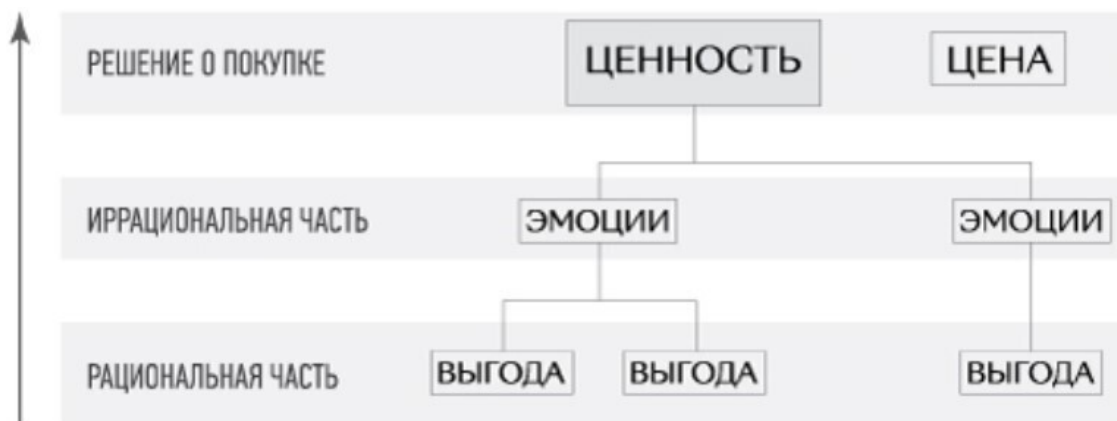 РЕШЕНИЕ О ПОКУПКЕ ЦЕННОСТЬ ЦЕНА
ИРРАЦИОНАЛЬНАЯ ЧАСТЬ ЭМОЦИИ ЭМОЦИИ
РАЦИОНАЛЬНАЯ ЧАСТЬ ВЫГОДА ВЫГОДА ВЫГОДА